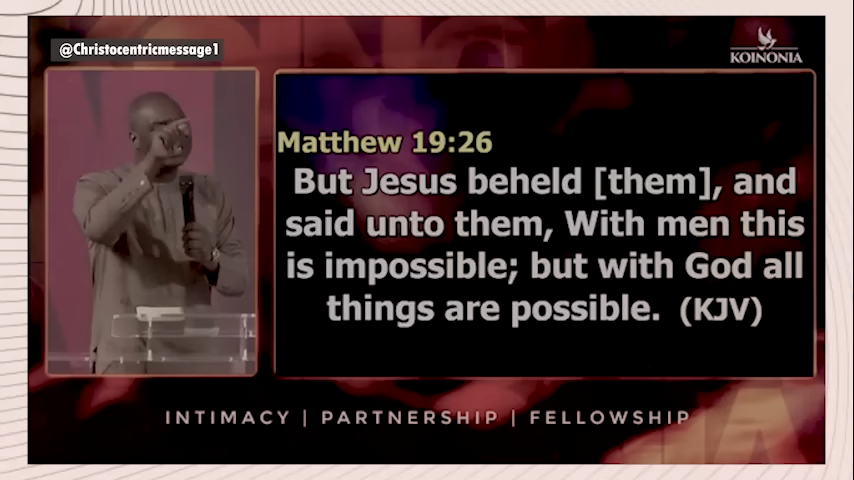 @Christocentricmessage1
KOINONIA
Matthew 19:26
But Jesus beheld [them], and
said unto them, With men this
is impossible; but with God all
things are possible. (KJV)
INTIMACY | PARTNERSHIP | FELLOWSHIP